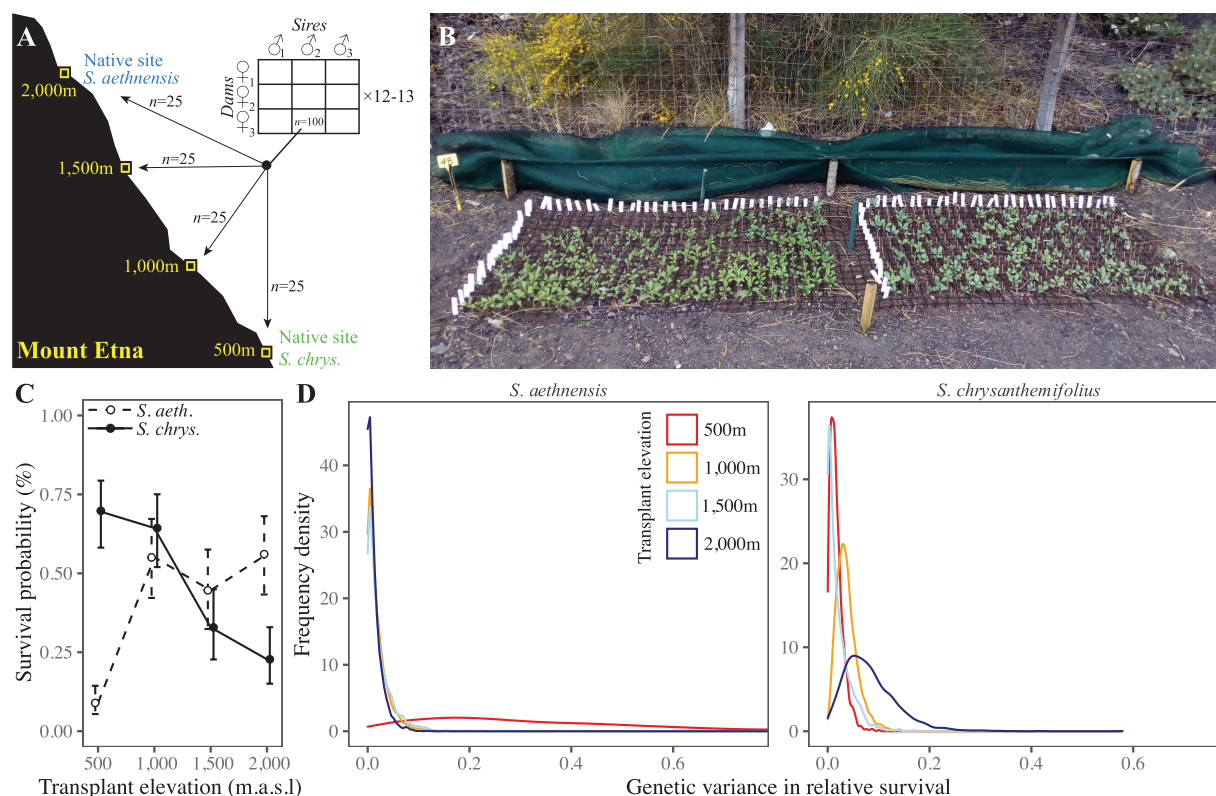 A
Sires
♂1 ♂2 ♂3
Dams
♀1
♀2
♀3
n=100
×12-13
Native site
S. aethnensis
2,000m
n=25
1,500m
n=25
n=25
1,000m
n=25
Native site
S. chrys.
500m
Mount Etna
B
48
C
S. aeth.
S. chrys.
1.00
0.75
0.50
0.25
0.00
Survival probability (%)
500
1,000
1,500
2,000
Transplant elevation (m.a.s.l)
D
S. aethnensis
S. chrysanthemifolius
Transplant elevation
500m
1,000m
1,500m
2,000m
Frequency density
40
30
20
10
0
0.0 0.2 0.4 0.6
30
20
10
0
0.0 0.2 0.4 0.6
Genetic variance in relative survival